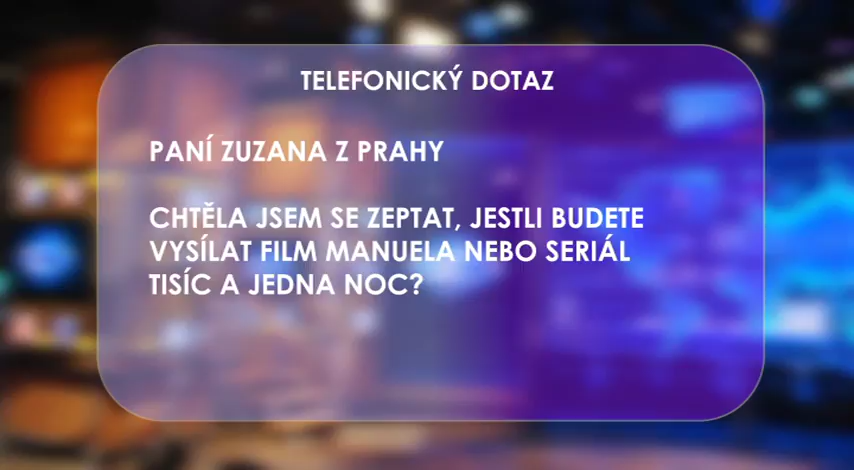 TELEFONICKÝ DOTAZ
PANÍ ZUZANA Z PRAHY
CHTĚLA JSEM SE ZEPTAT, JESTLI BUDETE
VYSÍLAT FILM MANUELA NEBO SERIÁL
TISÍC A JEDNA NOC?